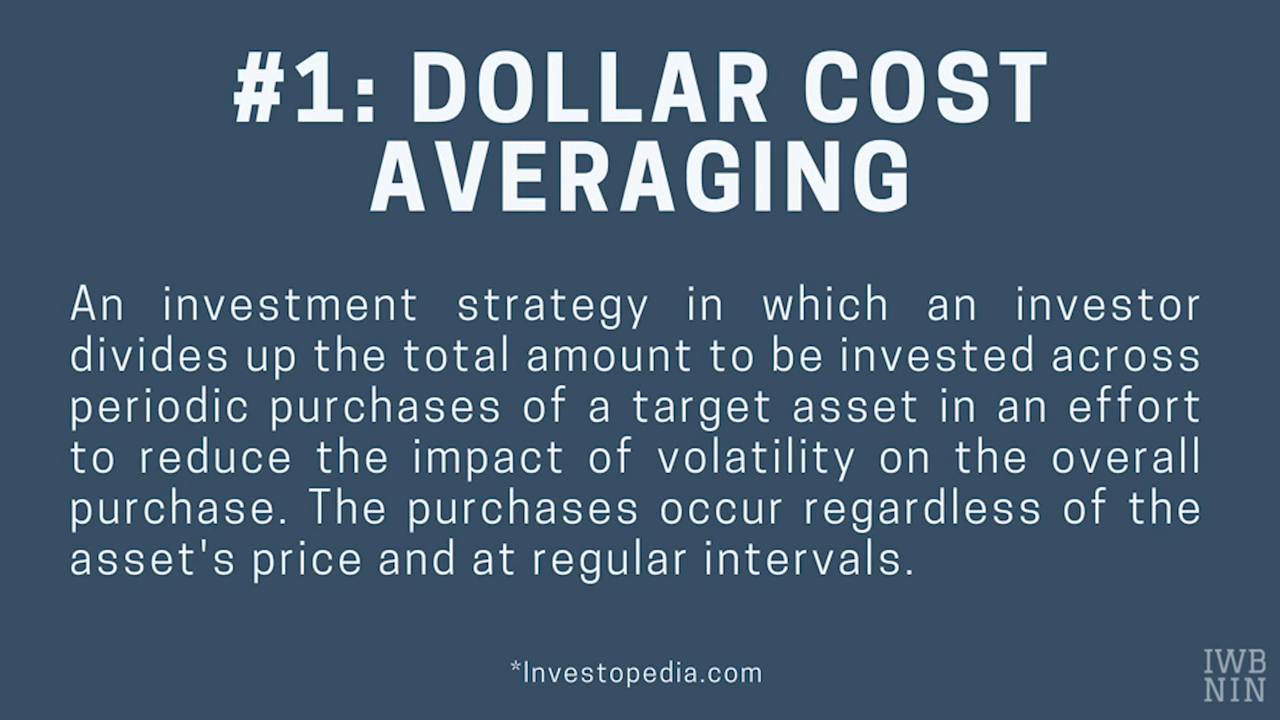 #1: DOLLAR COST
AVERAGING
An investment strategy in which an investor
divides up the total amount to be invested across
periodic purchases of a target asset in an effort
to reduce the impact of volatility on the overall
purchase. The purchases occur regardless of the
asset's price and at regular intervals.
*Investopedia.com
IWB
NIN